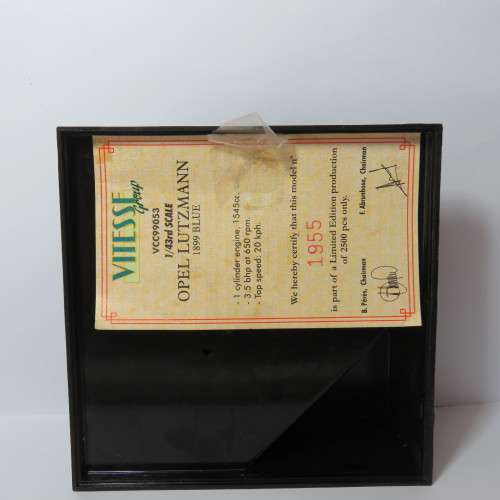 VITESSE
Group
VCC99053
1/43rd SCALE
OPEL LUTZMANN
1899 BLUE
- 1 cylinder engine, 1545cc.
- 3,5 bhp at 650 rpm.
- Top speed: 20 kph.
We hereby certify that this model n°
1955
is part of a Limited Edition production
of 2500 pcs only.
B. Péres, Chairman
F. Abrunhosa, Chairman